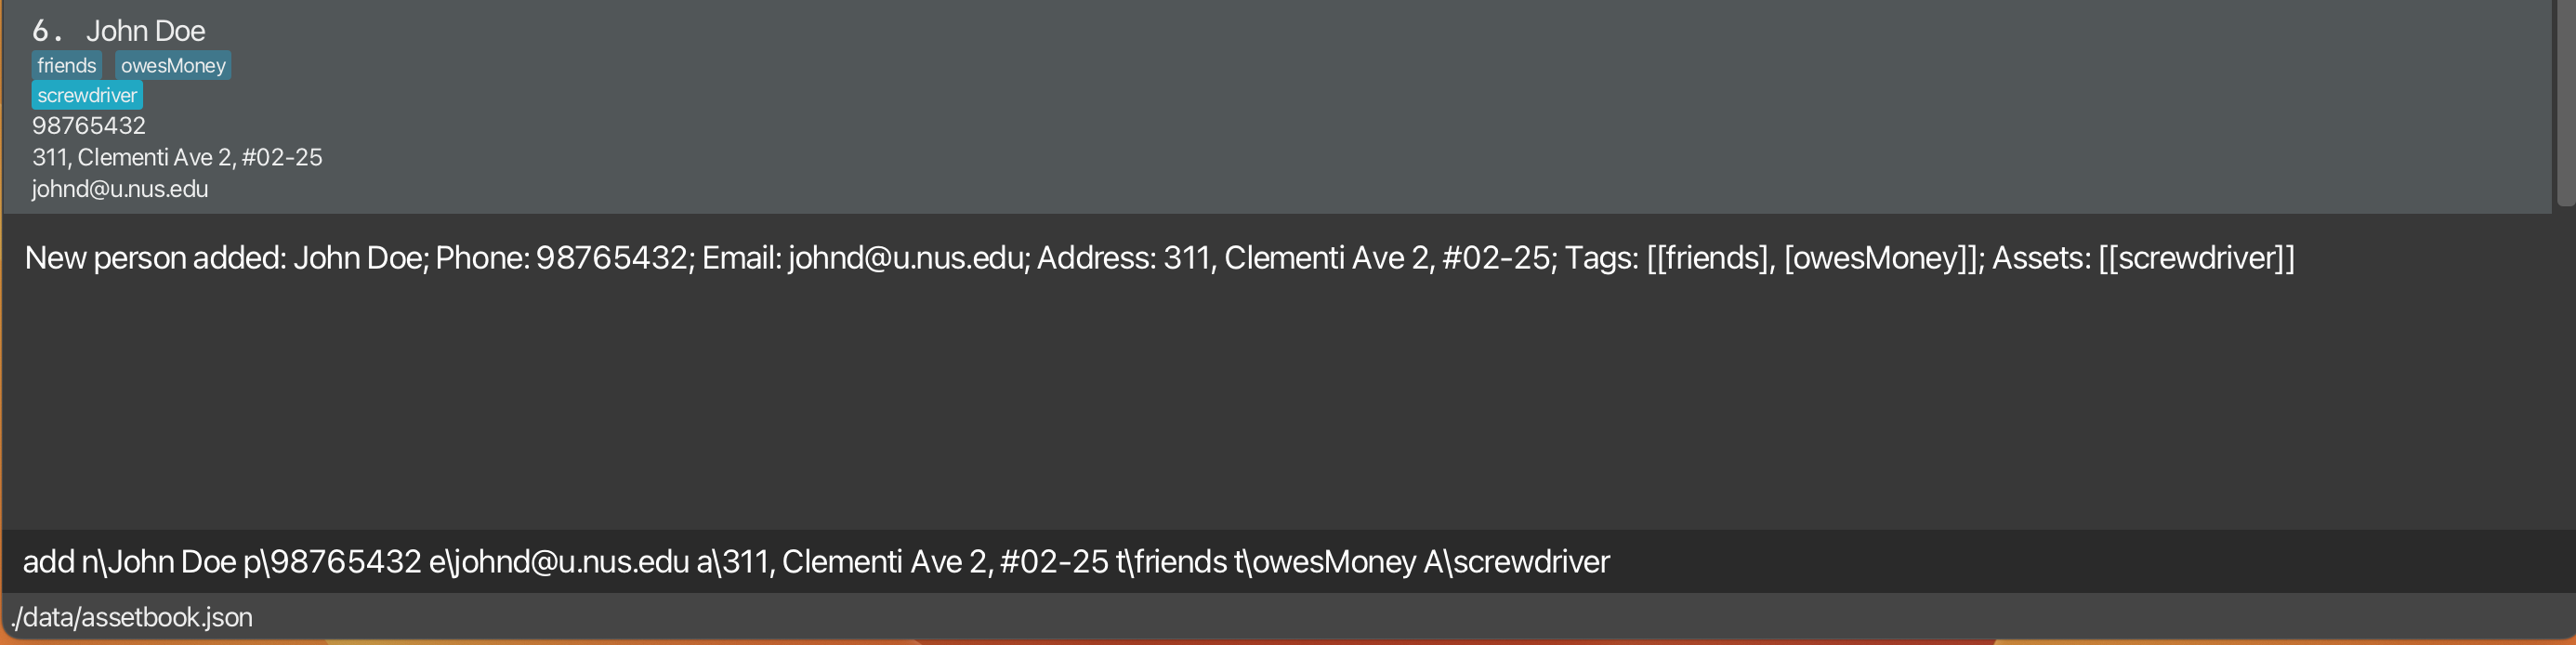 6. John Doe
friends owesMoney
screwdriver
98765432
311, Clementi Ave 2, #02-25
johnd@u.nus.edu
New person added: John Doe; Phone: 98765432; Email: johnd@u.nus.edu; Address: 311, Clementi Ave 2, #02-25; Tags: [[friends], [owesMoney]]; Assets: [[screwdriver]]
add n\John Doe p\98765432 e\johnd@u.nus.edu a\311, Clementi Ave 2, #02-25 t\friends t\owesMoney A\screwdriver
./data/assetbook.json